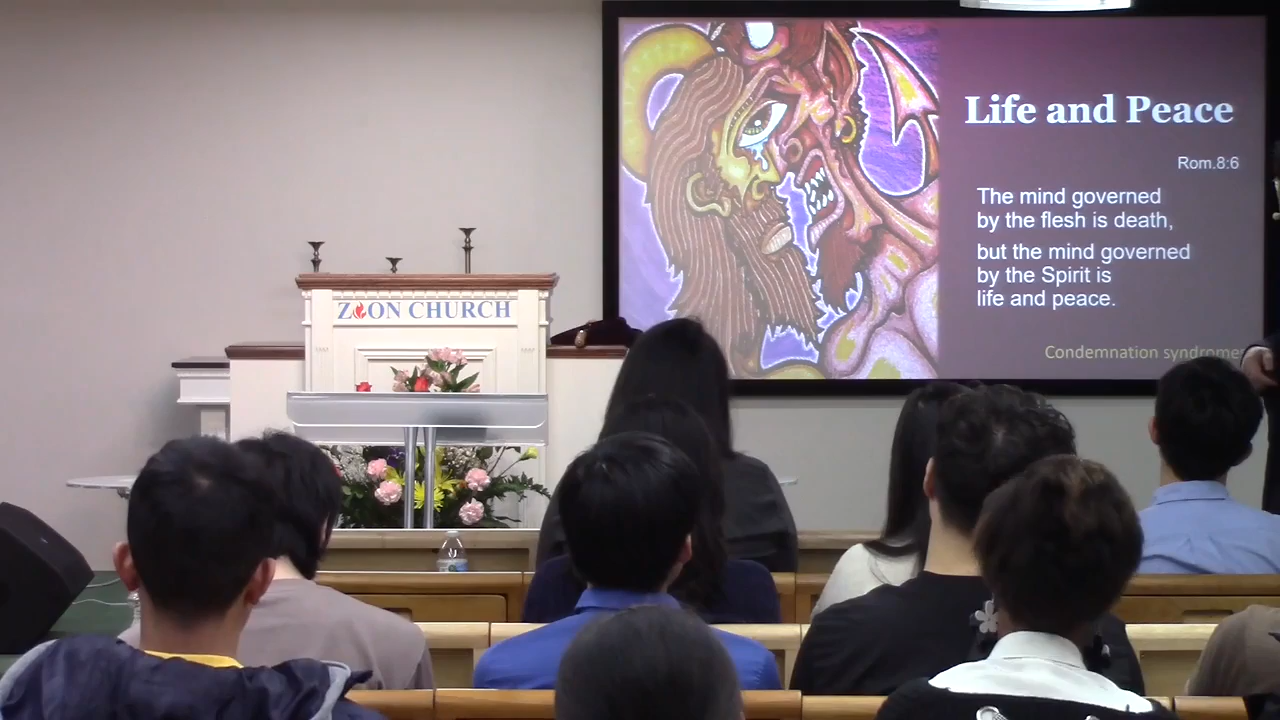 Life and Peace
Rom.8:6
The mind governed
by the flesh is death,
but the mind governed
by the Spirit is
life and peace.
Condemnation syndrome
ZION CHURCH